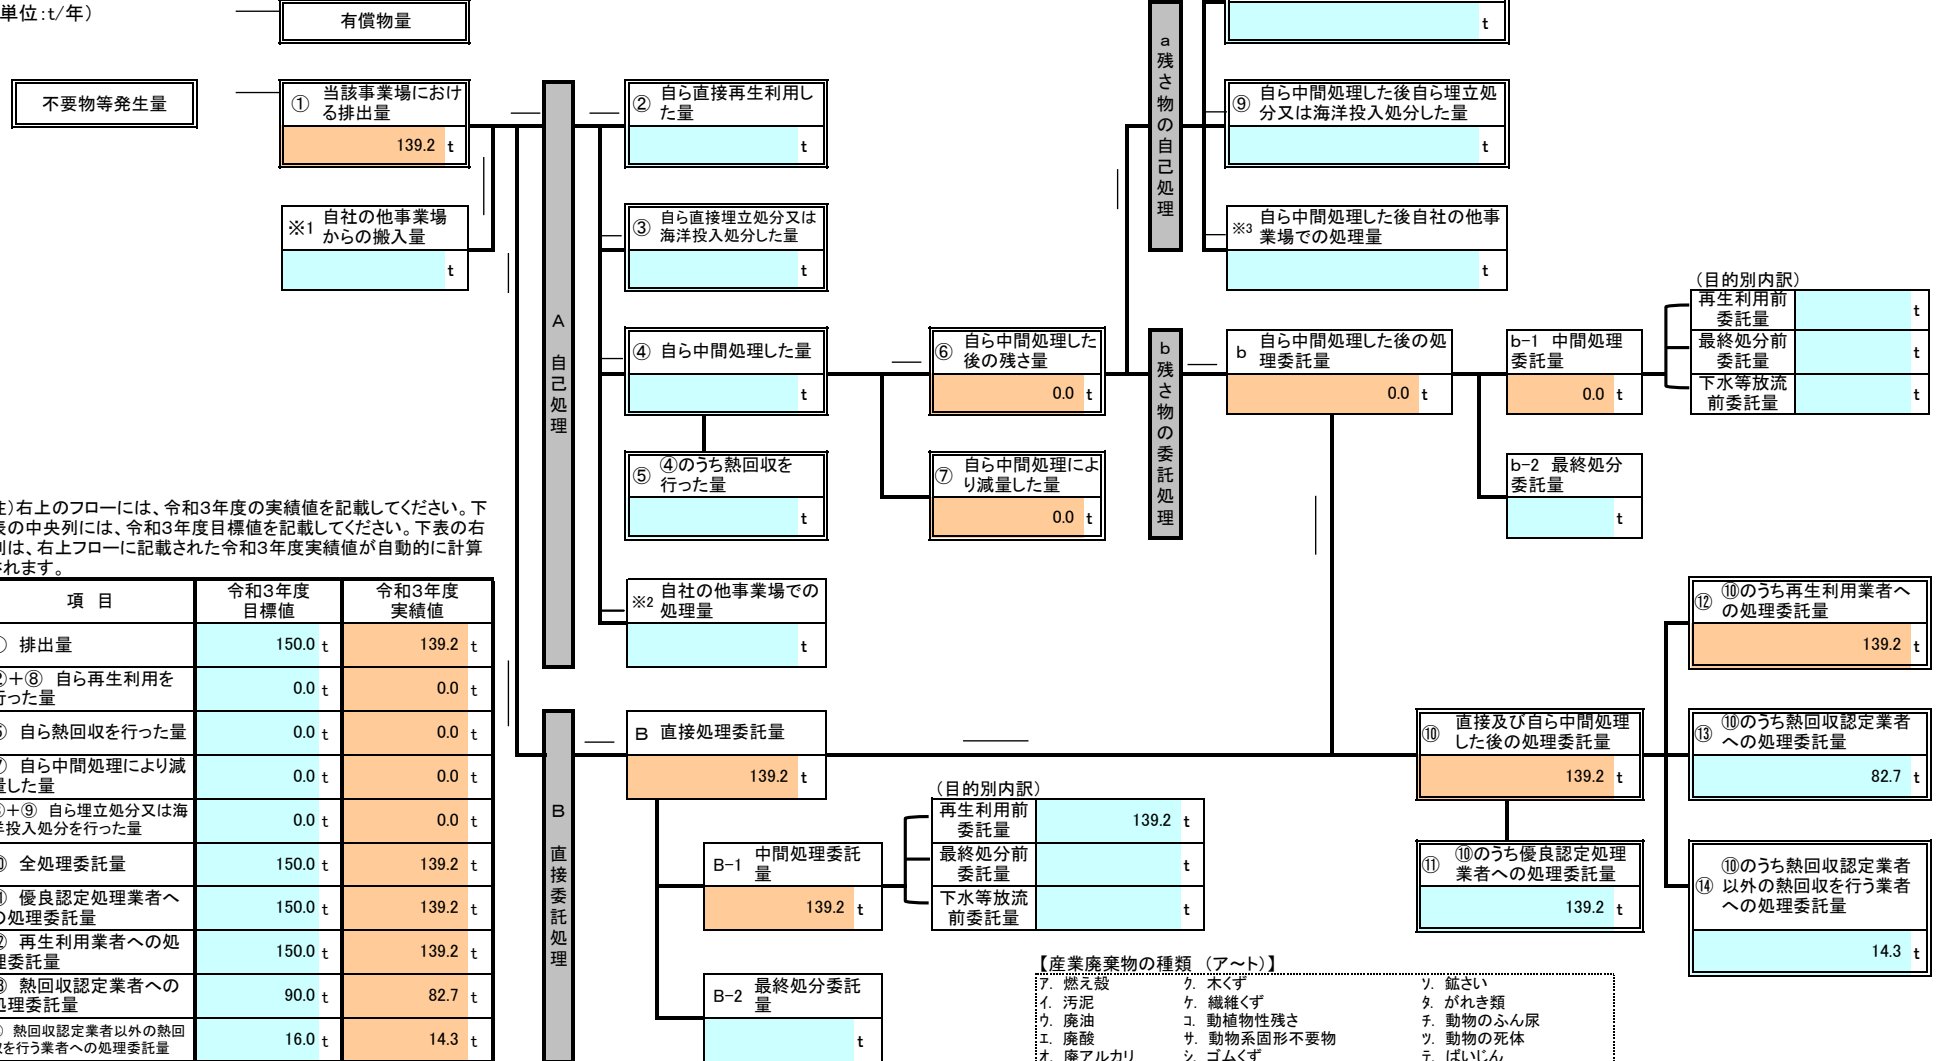 単位:t/年)
有償物量
t
不要物等発生量
① 当該事業場におけ
る排出量
139.2 t
※1 自社の他事業場
からの搬入量
t
A 自己処理
② 自ら直接再生利用し
た量
t
③ 自ら直接埋立処分又は
海洋投入処分した量
t
④ 自ら中間処理した量
t
⑤ ④のうち熱回収を
行った量
t
※2 自社の他事業場での
処理量
t
⑥ 自ら中間処理した
後の残さ量
0.0 t
⑦ 自ら中間処理によ
り減量した量
0.0 t
a残さ物の自己処理
⑨ 自ら中間処理した後自ら埋立処
分又は海洋投入処分した量
t
※3 自ら中間処理した後自社の他事
業場での処理量
t
b残さ物の委託処理
b 自ら中間処理した後の処
理委託量
0.0 t
b-1 中間処理
委託量
0.0 t
b-2 最終処分
委託量
t
(目的別内訳)
再生利用前
委託量
t
最終処分前
委託量
t
下水等放流
前委託量
t
)右上のフローには、令和3年度の実績値を記載してください。下
の中央列には、令和3年度目標値を記載してください。下表の右
は、右上フローに記載された令和3年度実績値が自動的に計算
れます。
項 目
令和3年度
目標値
令和3年度
実績値
排出量
150.0 t
139.2 t
+⑧ 自ら再生利用を
行った量
0.0 t
0.0 t
自ら熱回収を行った量
0.0 t
0.0 t
自ら中間処理により減
量した量
0.0 t
0.0 t
+⑨ 自ら埋立処分又は海
洋投入処分を行った量
0.0 t
0.0 t
全処理委託量
150.0 t
139.2 t
優良認定処理業者へ
の処理委託量
150.0 t
139.2 t
再生利用業者への処
理委託量
150.0 t
139.2 t
熱回収認定業者への
処理委託量
90.0 t
82.7 t
熱回収認定業者以外の熱回
収を行う業者への処理委託量
16.0 t
14.3 t
B 直接委託処理
B 直接処理委託量
139.2 t
B-1 中間処理委託
量
139.2 t
B-2 最終処分委託
量
t
(目的別内訳)
再生利用前
委託量
139.2 t
最終処分前
委託量
t
下水等放流
前委託量
t
⑩ 直接及び自ら中間処理
した後の処理委託量
139.2 t
⑪ ⑩のうち優良認定処理
業者への処理委託量
139.2 t
⑫ ⑩のうち再生利用業者へ
の処理委託量
139.2 t
⑬ ⑩のうち熱回収認定業者
への処理委託量
82.7 t
⑭ ⑩のうち熱回収認定業者
以外の熱回収を行う業者
への処理委託量
14.3 t
【産業廃棄物の種類 (ア~ト)】
ア. 燃え殻 ク. 木くず ソ. 鉱さい
イ. 汚泥 ケ. 繊維くず タ. がれき類
ウ. 廃油 コ. 動植物性残さ チ. 動物のふん尿
エ. 廃酸 サ. 動物系固形不要物 ツ. 動物の死体
オ. 廃アルカリ シ. ゴムくず テ. ばいじん